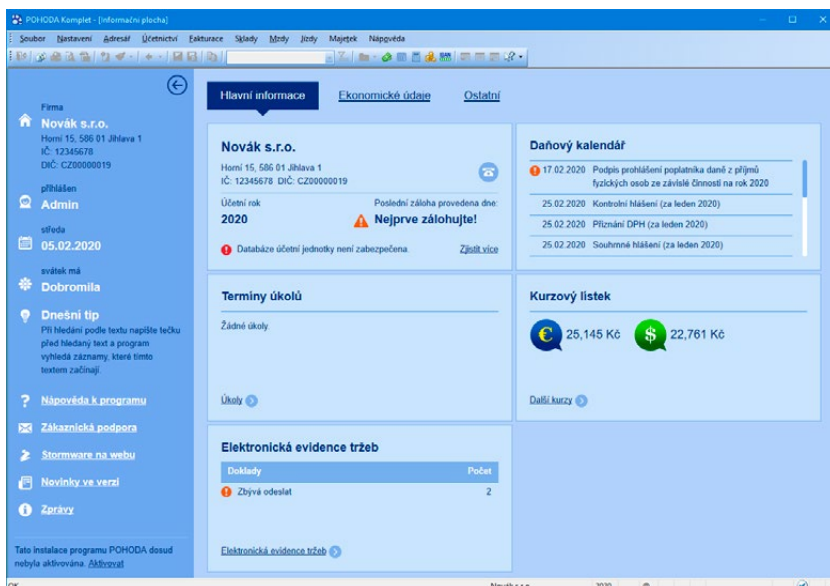 POHODA Komplet - [Informační plocha]
Soubor Nastavení Adresář Účetnictví Fakturace Sklady Mzdy Jízdy Majetek Nápověda
Firma
Novák s.r.o.
Horní 15, 586 01 Jihlava 1
IČ: 12345678
DIČ: CZ00000019
přihlášen
Admin
středa
05.02.2020
svátek má
Dobromila
Dnešní tip
Při hledání podle textu napište tečku
před hledaný text a program
vyhledá záznamy, které tímto
textem začínají.
Nápověda k programu
Zákaznická podpora
Stormware na webu
Novinky ve verzi
Zprávy
Tato instalace programu POHODA dosud
nebyla aktivována. Aktivovat
Hlavní informace Ekonomické údaje Ostatní
Novák s.r.o.
Horní 15, 586 01 Jihlava 1
IČ: 12345678 DIČ: CZ00000019
Účetní rok Poslední záloha provedena dne:
2020 Nejprve zálohujte!
Databáze účetní jednotky není zabezpečena. Zjistit více
Daňový kalendář
17.02.2020 Podpis prohlášení poplatníka daně z příjmů
fyzických osob ze závislé činnosti na rok 2020
25.02.2020 Kontrolní hlášení (za leden 2020)
25.02.2020 Přiznání DPH (za leden 2020)
25.02.2020 Souhrnné hlášení (za leden 2020)
Termíny úkolů
Žádné úkoly.
Úkoly
Kurzový lístek
€ 25,145 Kč $ 22,761 Kč
Další kurzy
Elektronická evidence tržeb
Doklady Počet
Zbývá odeslat 2
Elektronická evidence tržeb